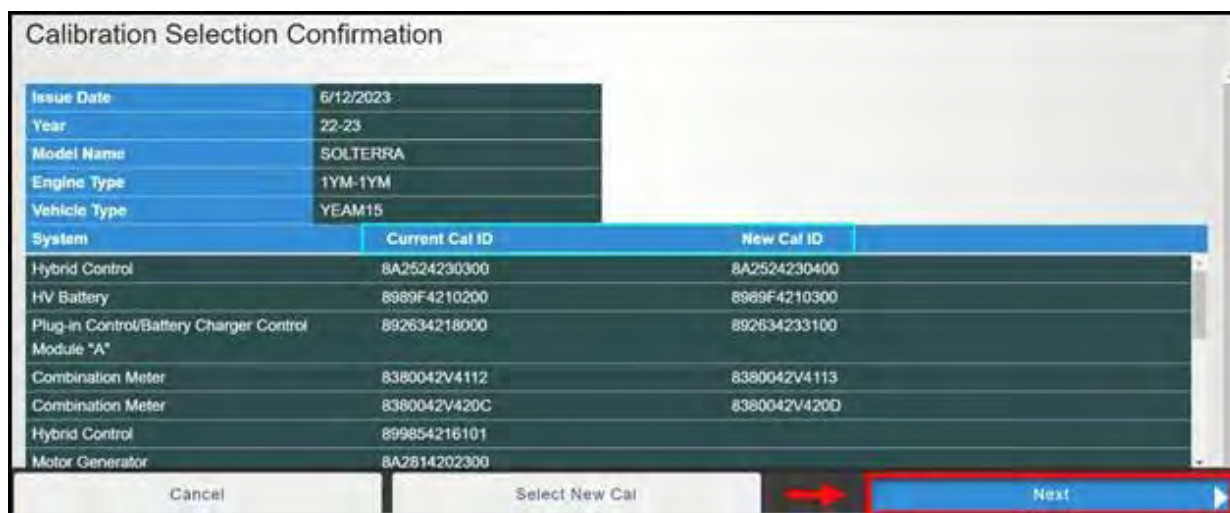 Calibration Selection Confirmation
Issue Date 6/12/2023
Year 22-23
Model Name SOLTERRA
Engine Type 1YM-1YM
Vehicle Type YEAM15
System Current Cal ID New Cal ID
Hybrid Control 8A2524230300 8A2524230400
HV Battery 8989F4210200 8989F4210300
Plug-in Control/Battery Charger Control 892634218000 892634233100
Module "A"
Combination Meter 8380042V4112 8380042V4113
Combination Meter 8380042V420C 8380042V420D
Hybrid Control 899854216101
Motor Generator 8A2814202300
Cancel Select New Cal Next